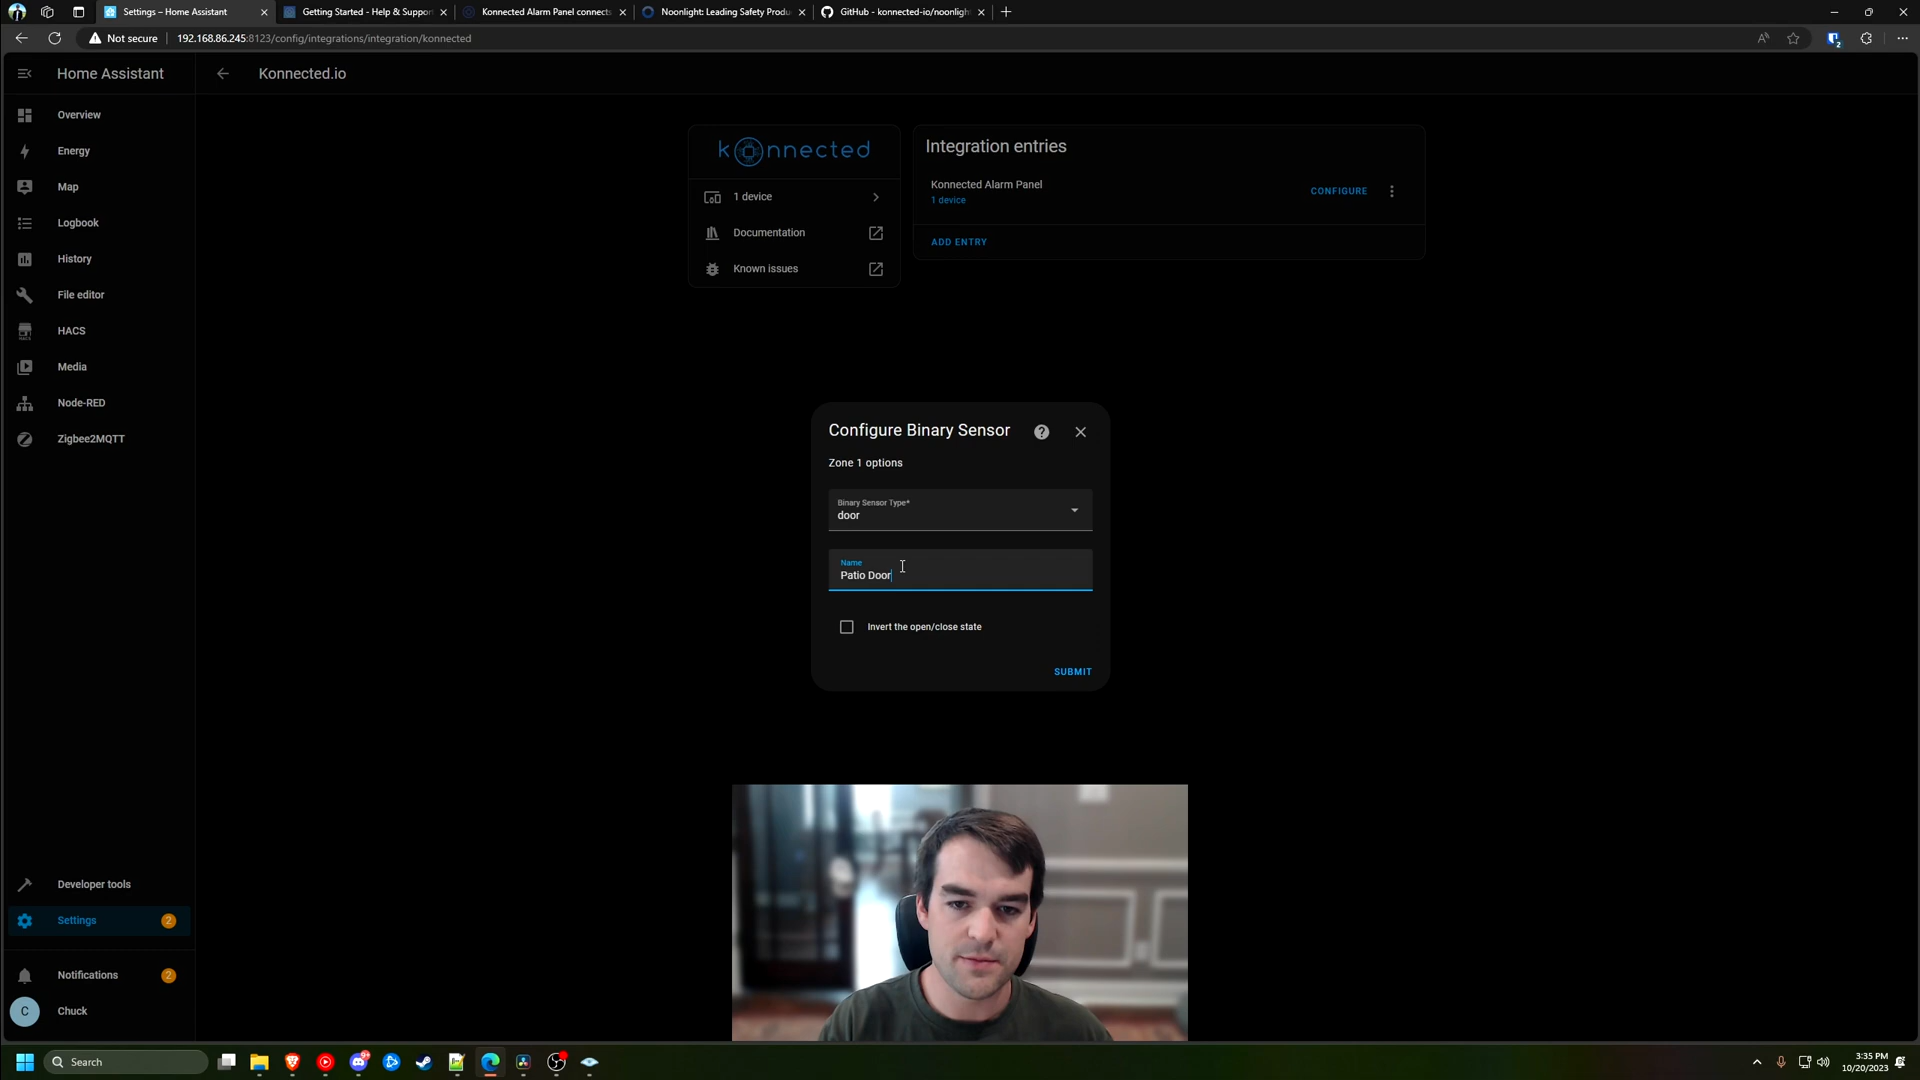 Settings – Home Assistant
Getting Started - Help & Suppor
Konnected Alarm Panel connects
Noonlight: Leading Safety Produ
GitHub - konnected-io/noonligh
Not secure
192.168.86.245:8123/config/integrations/integration/konnected
2
Home Assistant
Konnected.io
Overview
Energy
Map
Logbook
History
File editor
HACS
Media
Node-RED
Zigbee2MQTT
Developer tools
Settings
2
Notifications
2
C
Chuck
konnected
1 device
Documentation
Known issues
Integration entries
Konnected Alarm Panel
1 device
CONFIGURE
ADD ENTRY
Configure Binary Sensor
Zone 1 options
Binary Sensor Type*
door
Name
Patio Door
Invert the open/close state
SUBMIT
Search
3:35 PM
10/20/2023